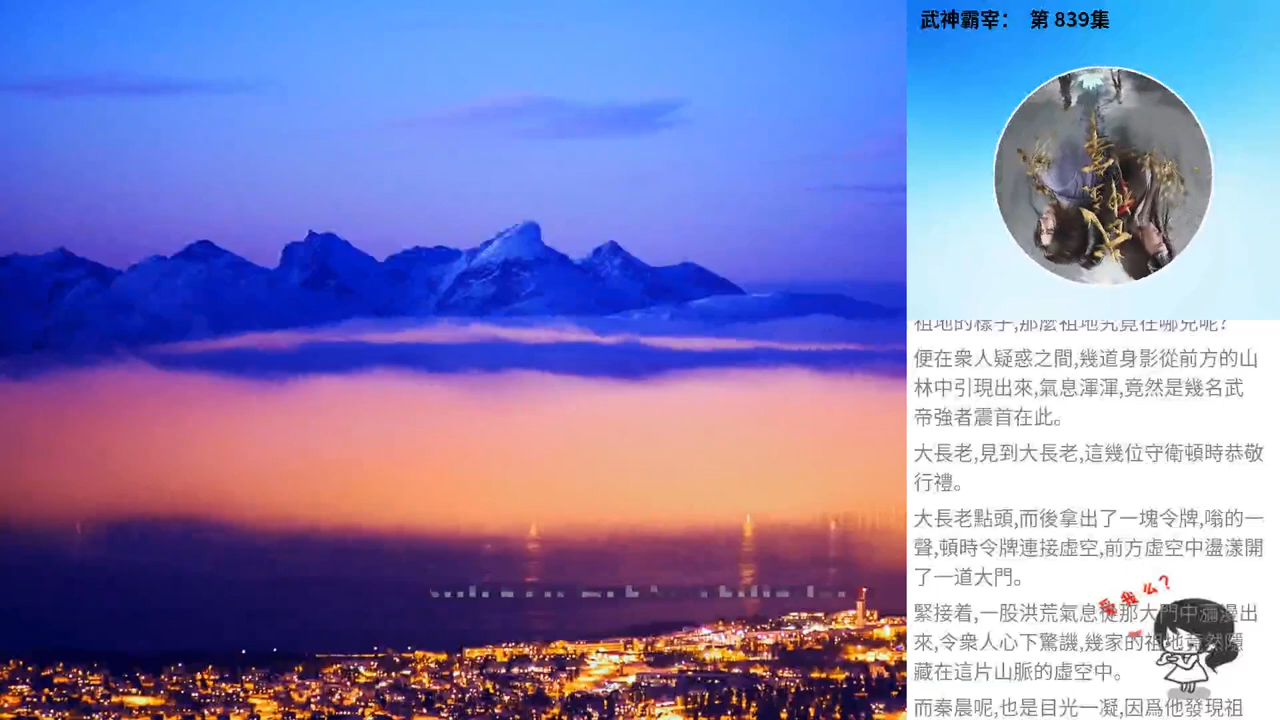 武神霸宰： 第 839集
祖地的樣子,那麼祖地究竟在哪兒呢?
便在衆人疑惑之間,幾道身影從前方的山
林中引現出來,氣息渾渾,竟然是幾名武
帝強者震首在此。
大長老,見到大長老,這幾位守衛頓時恭敬
行禮。
大長老點頭,而後拿出了一塊令牌,嗡的一
聲,頓時令牌連接虛空,前方虛空中盪漾開
了一道大門。
爱我么?
緊接着,一股洪荒氣息從那大門中瀰漫出
來,令衆人心下驚譏,幾家的祖地竟然隱
藏在這片山脈的虛空中。
而秦晨呢,也是目光一凝,因爲他發現祖